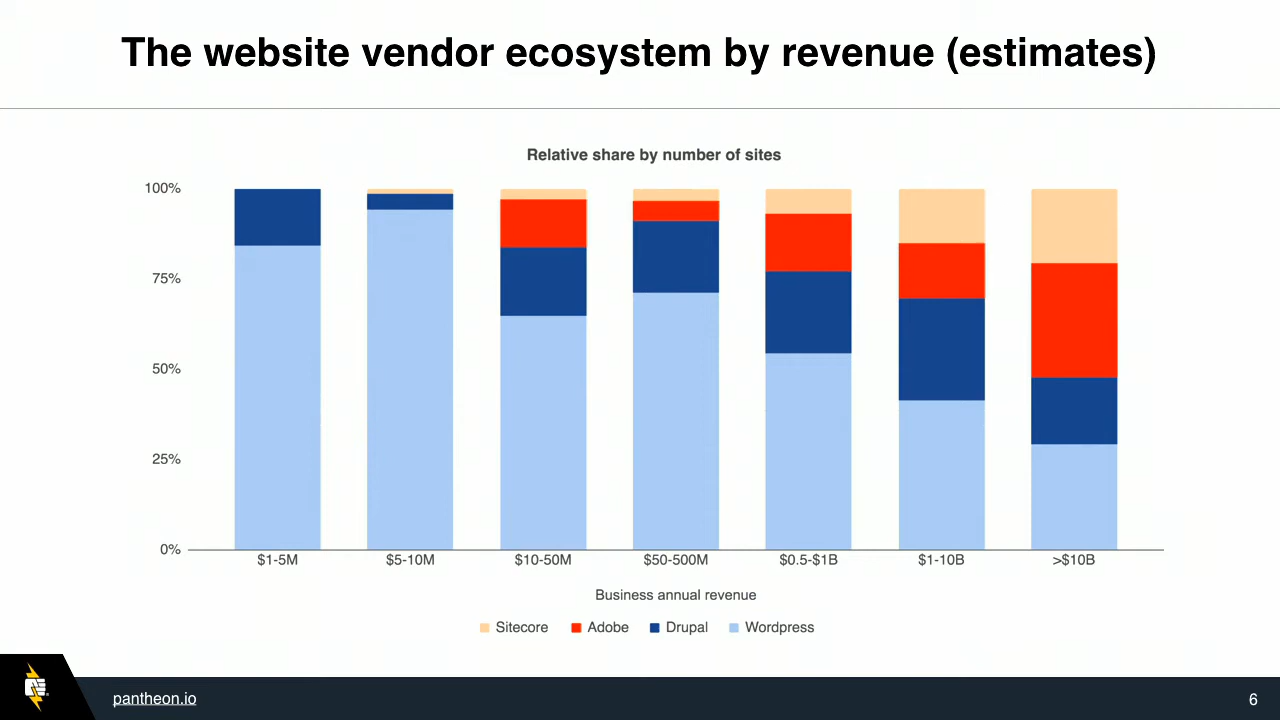 The website vendor ecosystem by revenue (estimates)
Relative share by number of sites
100%
75%
50%
25%
0%
$1-5M $5-10M $10-50M $50-500M $0.5-$1B $1-10B >$10B
Business annual revenue
Sitecore Adobe Drupal Wordpress
pantheon.io 6